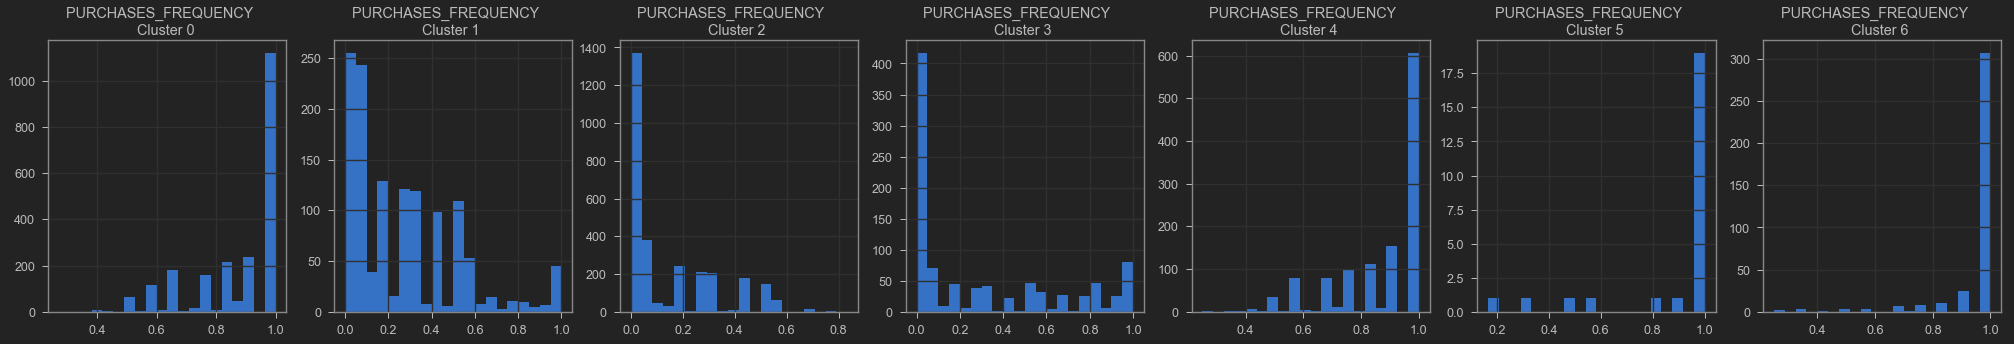 PURCHASES_FREQUENCY
Cluster 0
1000
800
600
400
200
0
0.4 0.6 0.8 1.0
PURCHASES_FREQUENCY
Cluster 1
250
200
150
100
50
0
0.0 0.2 0.4 0.6 0.8 1.0
PURCHASES_FREQUENCY
Cluster 2
1400
1200
1000
800
600
400
200
0
0.0 0.2 0.4 0.6 0.8
PURCHASES_FREQUENCY
Cluster 3
400
350
300
250
200
150
100
50
0
0.0 0.2 0.4 0.6 0.8 1.0
PURCHASES_FREQUENCY
Cluster 4
600
500
400
300
200
100
0
0.4 0.6 0.8 1.0
PURCHASES_FREQUENCY
Cluster 5
17.5
15.0
12.5
10.0
7.5
5.0
2.5
0.0
0.2 0.4 0.6 0.8 1.0
PURCHASES_FREQUENCY
Cluster 6
300
250
200
150
100
50
0
0.4 0.6 0.8 1.0